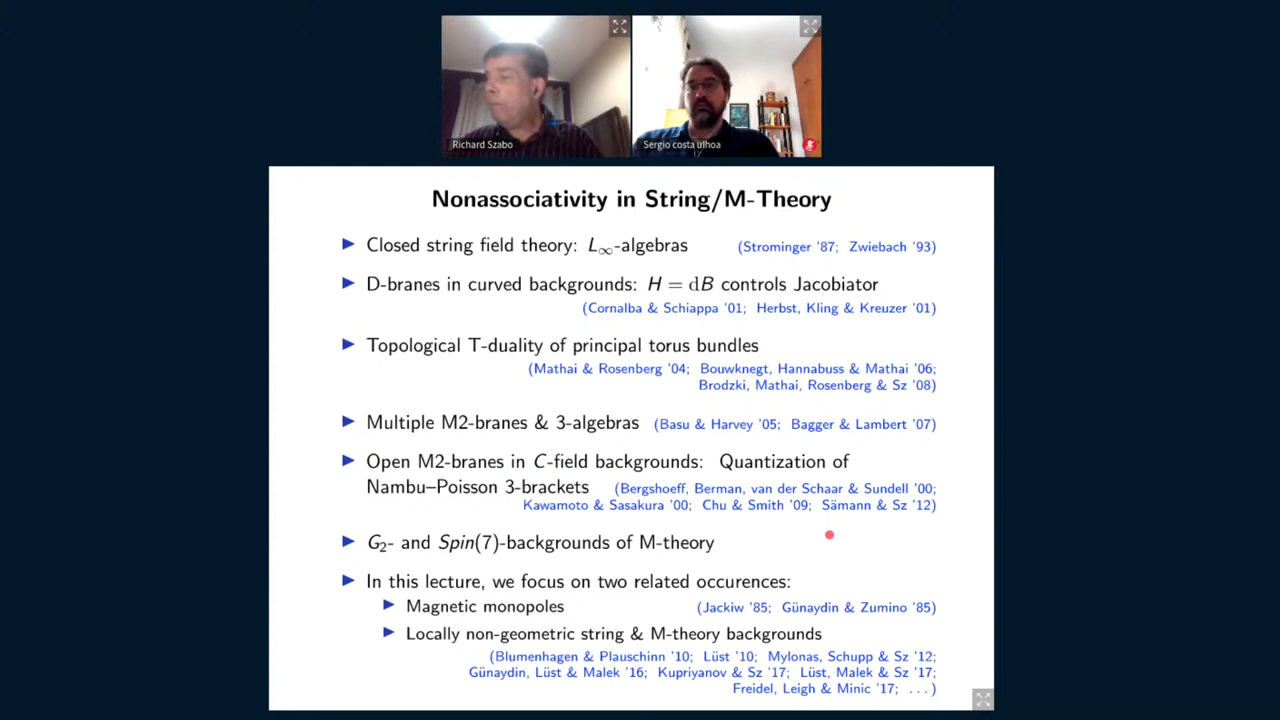 Richard Szabo
Sergio costa ulhoa
Nonassociativity in String/M-Theory
▶ Closed string field theory: L∞-algebras (Strominger '87; Zwiebach '93)
▶ D-branes in curved backgrounds: H = dB controls Jacobiator
(Cornalba & Schiappa '01; Herbst, Kling & Kreuzer '01)
▶ Topological T-duality of principal torus bundles
(Mathai & Rosenberg '04; Bouwknegt, Hannabuss & Mathai '06;
Brodzki, Mathai, Rosenberg & Sz '08)
▶ Multiple M2-branes & 3-algebras (Basu & Harvey '05; Bagger & Lambert '07)
▶ Open M2-branes in C-field backgrounds: Quantization of
Nambu–Poisson 3-brackets (Bergshoeff, Berman, van der Schaar & Sundell '00;
Kawamoto & Sasakura '00; Chu & Smith '09; Sämann & Sz '12)
▶ G₂- and Spin(7)-backgrounds of M-theory
▶ In this lecture, we focus on two related occurences:
▶ Magnetic monopoles (Jackiw '85; Günaydin & Zumino '85)
▶ Locally non-geometric string & M-theory backgrounds
(Blumenhagen & Plauschinn '10; Lüst '10; Mylonas, Schupp & Sz '12;
Günaydin, Lüst & Malek '16; Kupriyanov & Sz '17; Lüst, Malek & Sz '17;
Freidel, Leigh & Minic '17; ...)